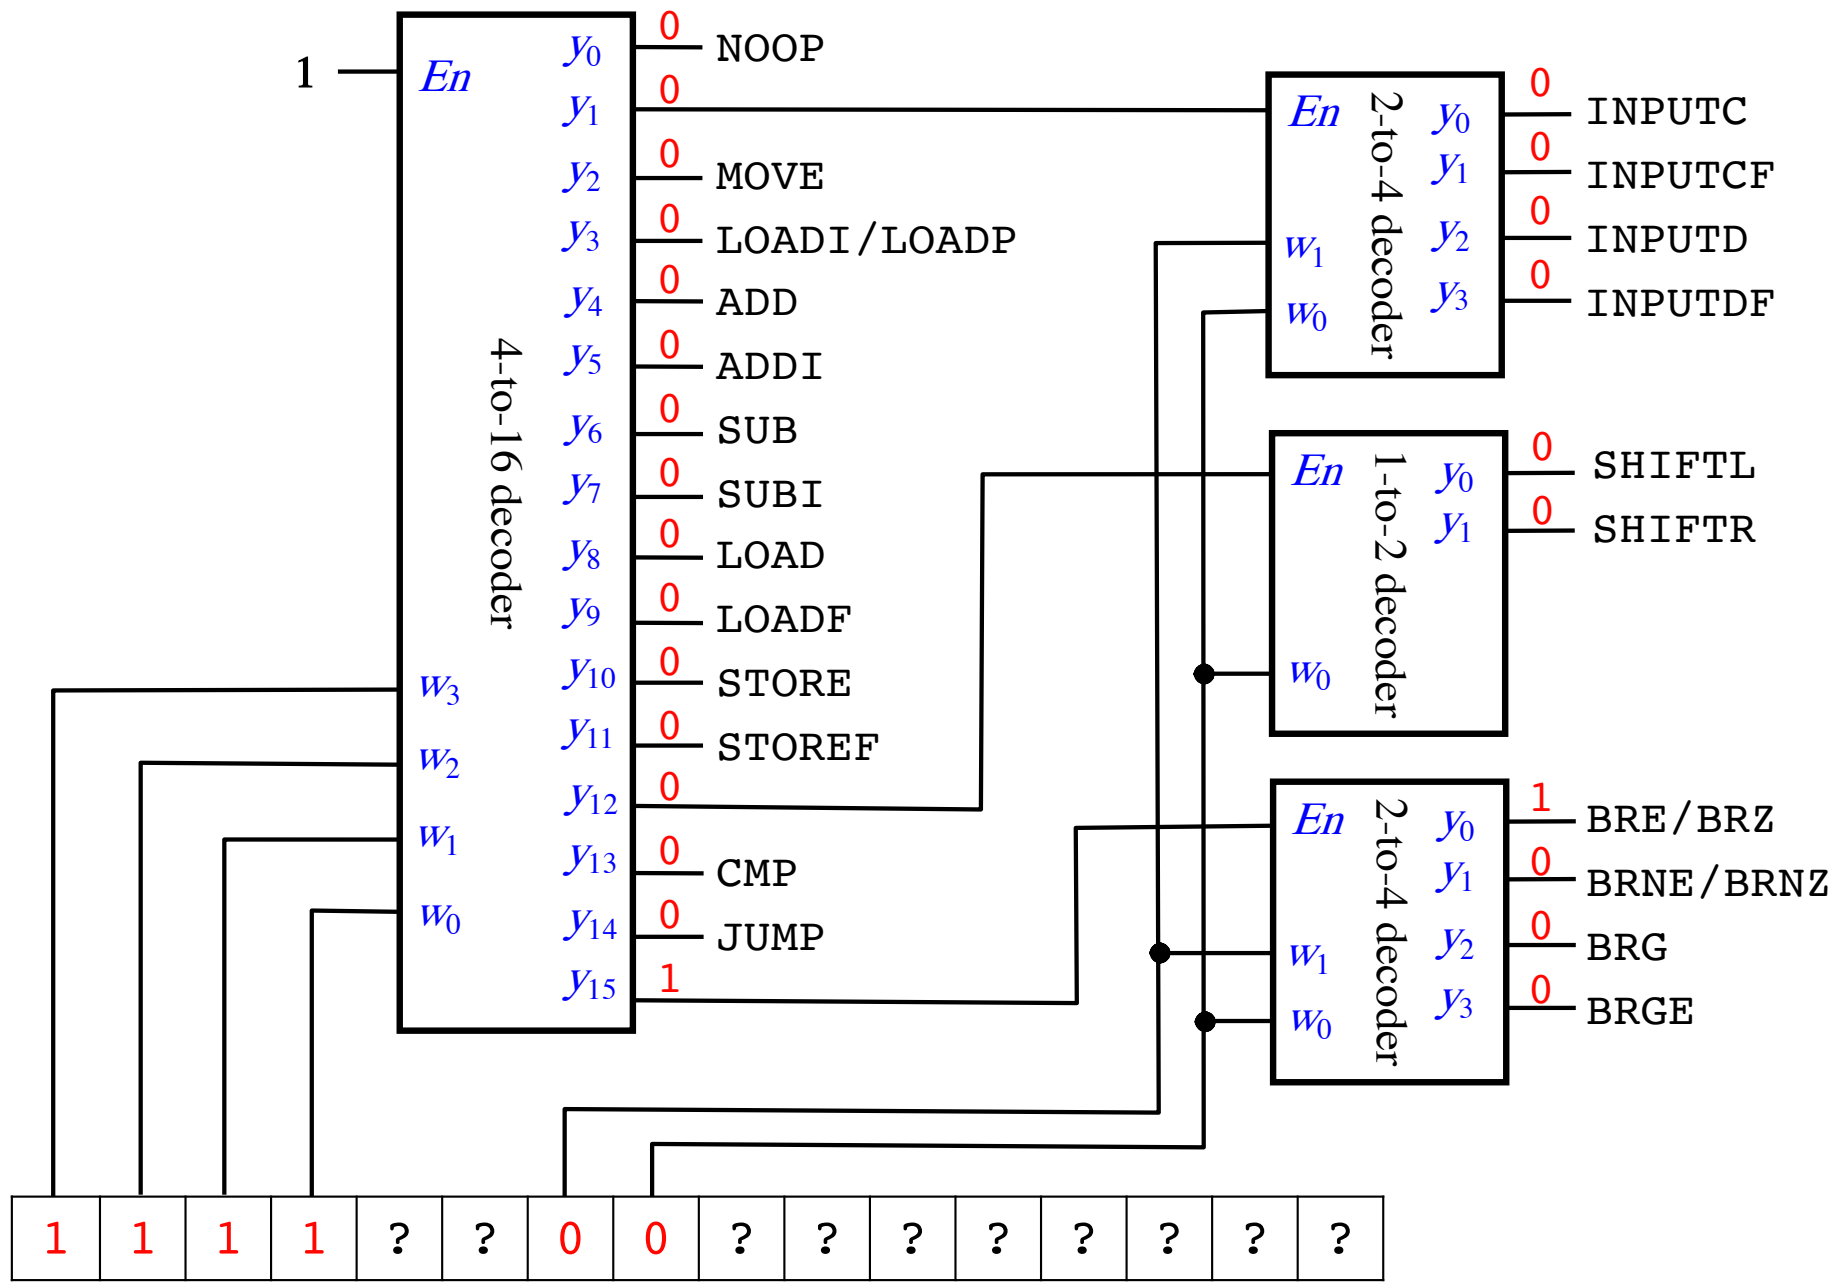 1
En
y0 0 NOOP
y1 0
y2 0 MOVE
y3 0 LOADI/LOADP
y4 0 ADD
y5 0 ADDI
y6 0 SUB
y7 0 SUBI
y8 0 LOAD
y9 0 LOADF
y10 0 STORE
y11 0 STOREF
y12 0
y13 0 CMP
y14 0 JUMP
y15 1
4-to-16 decoder
w3
w2
w1
w0
En
w1
w0
2-to-4 decoder
y0 0 INPUTC
y1 0 INPUTCF
y2 0 INPUTD
y3 0 INPUTDF
En
w0
1-to-2 decoder
y0 0 SHIFTL
y1 0 SHIFTR
En
w1
w0
2-to-4 decoder
y0 1 BRE/BRZ
y1 0 BRNE/BRNZ
y2 0 BRG
y3 0 BRGE
1 1 1 1 ? ? 0 0 ? ? ? ? ? ? ? ?